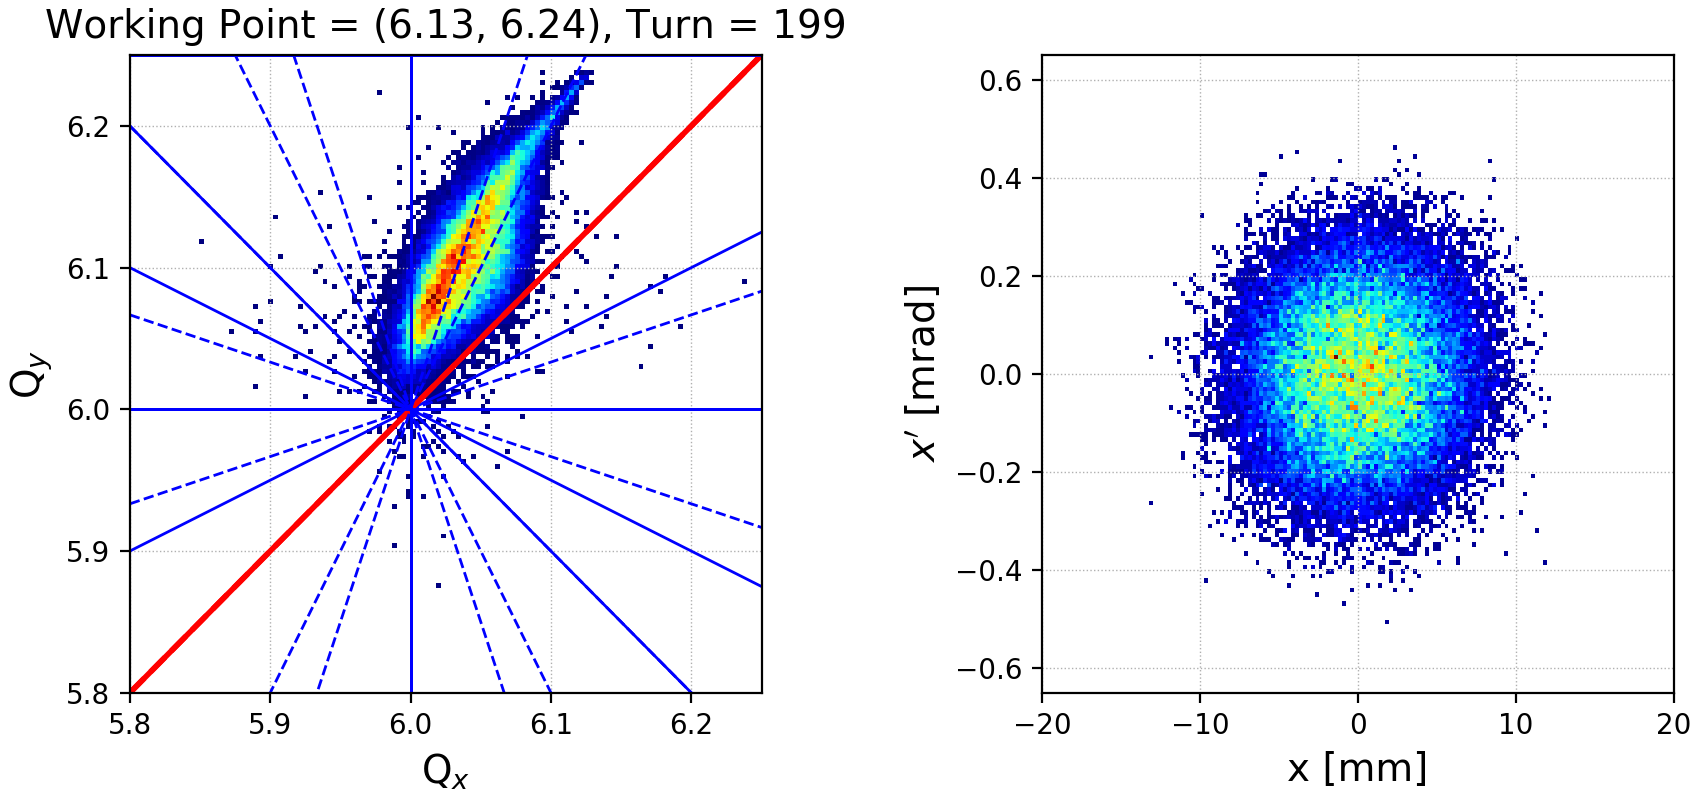 Working Point = (6.13, 6.24), Turn = 199
6.2
6.1
6.0
5.9
5.8
Qy
5.8 5.9 6.0 6.1 6.2
Qx
0.6
0.4
0.2
0.0
−0.2
−0.4
−0.6
x′ [mrad]
−20 −10 0 10 20
x [mm]